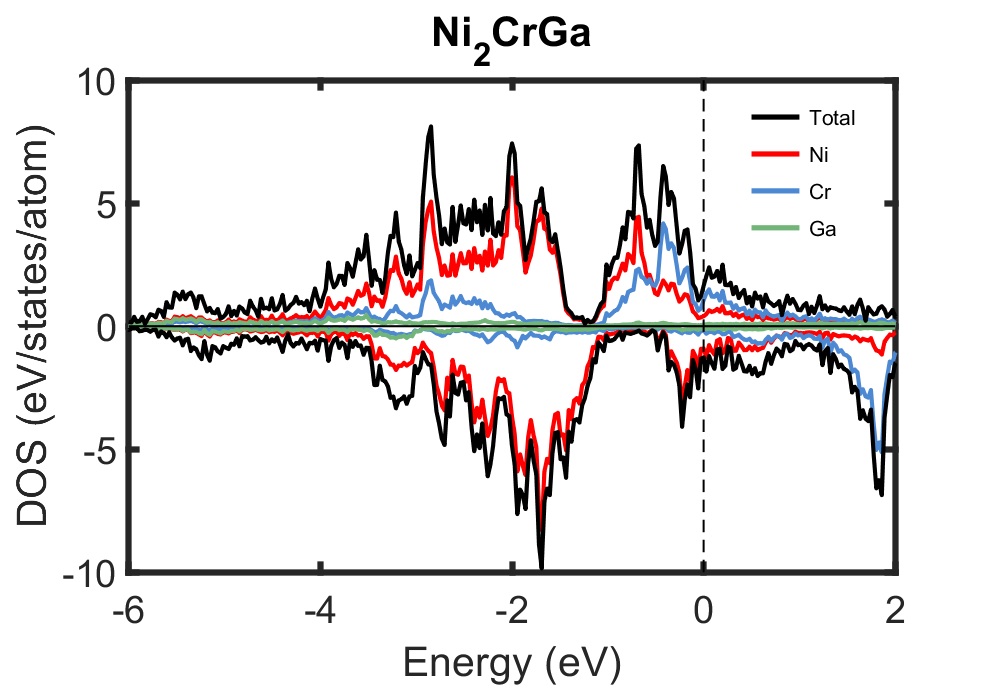 Ni₂CrGa
10
5
0
-5
-10
DOS (eV/states/atom)
Total
Ni
Cr
Ga
-6 -4 -2 0 2
Energy (eV)